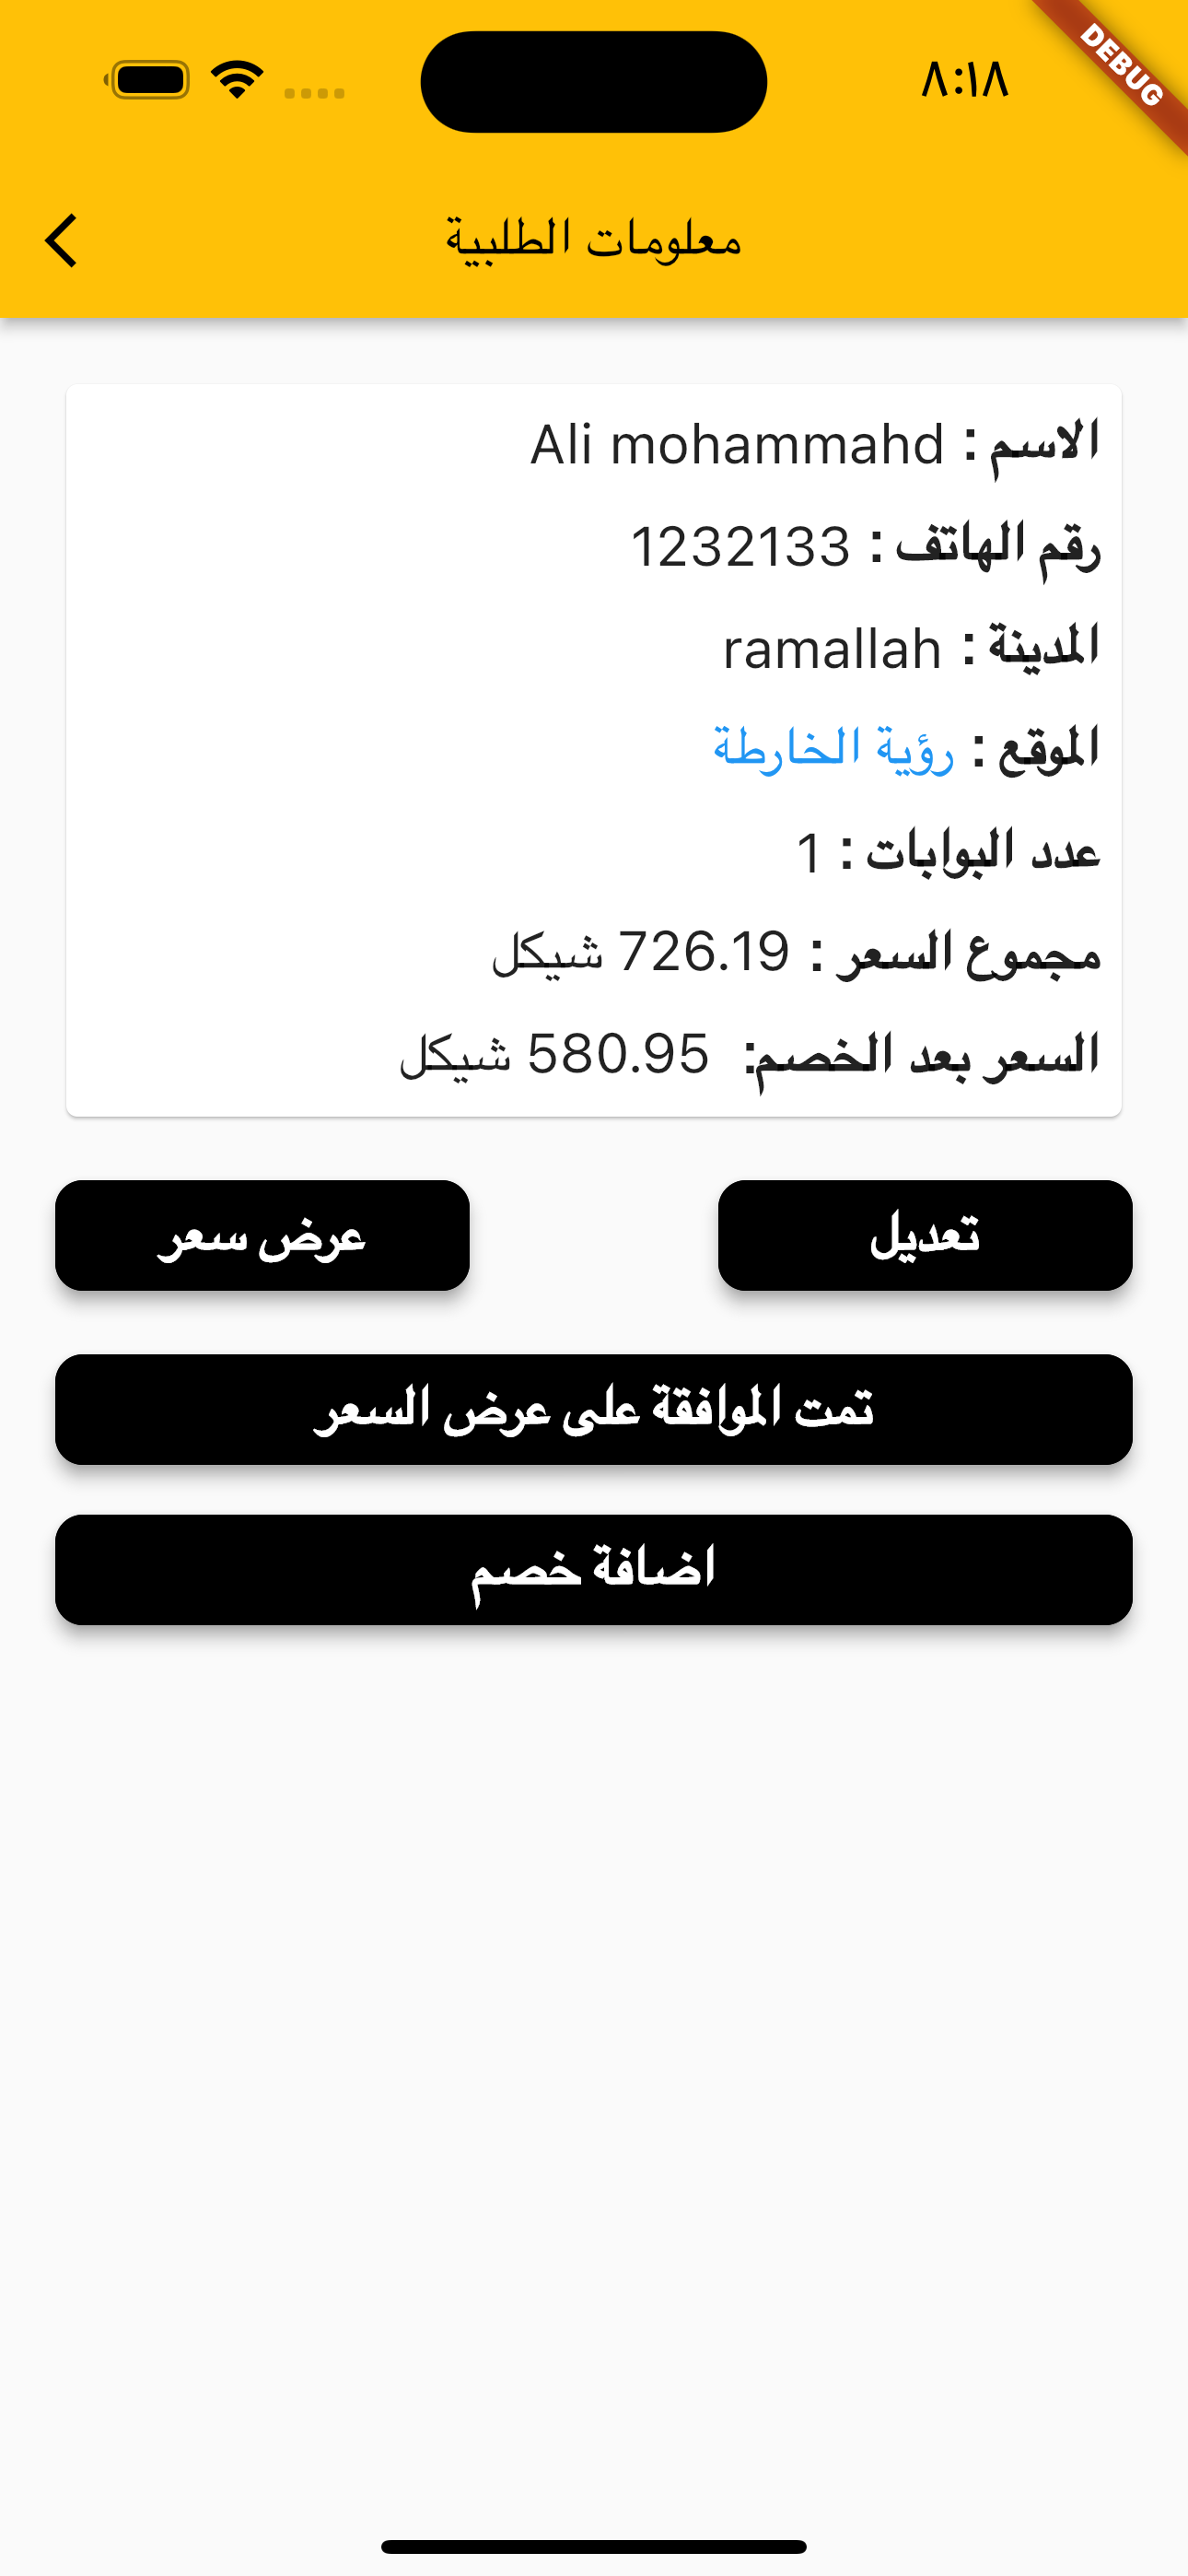 ٨:١٨
DEBUG
معلومات الطلبية
الاسم : Ali mohammahd
رقم الهاتف : 1232133
المدينة : ramallah
الموقع : رؤية الخارطة
عدد البوابات : 1
مجموع السعر : 726.19 شيكل
السعر بعد الخصم: 580.95 شيكل
تعديل
عرض سعر
تمت الموافقة على عرض السعر
اضافة خصم